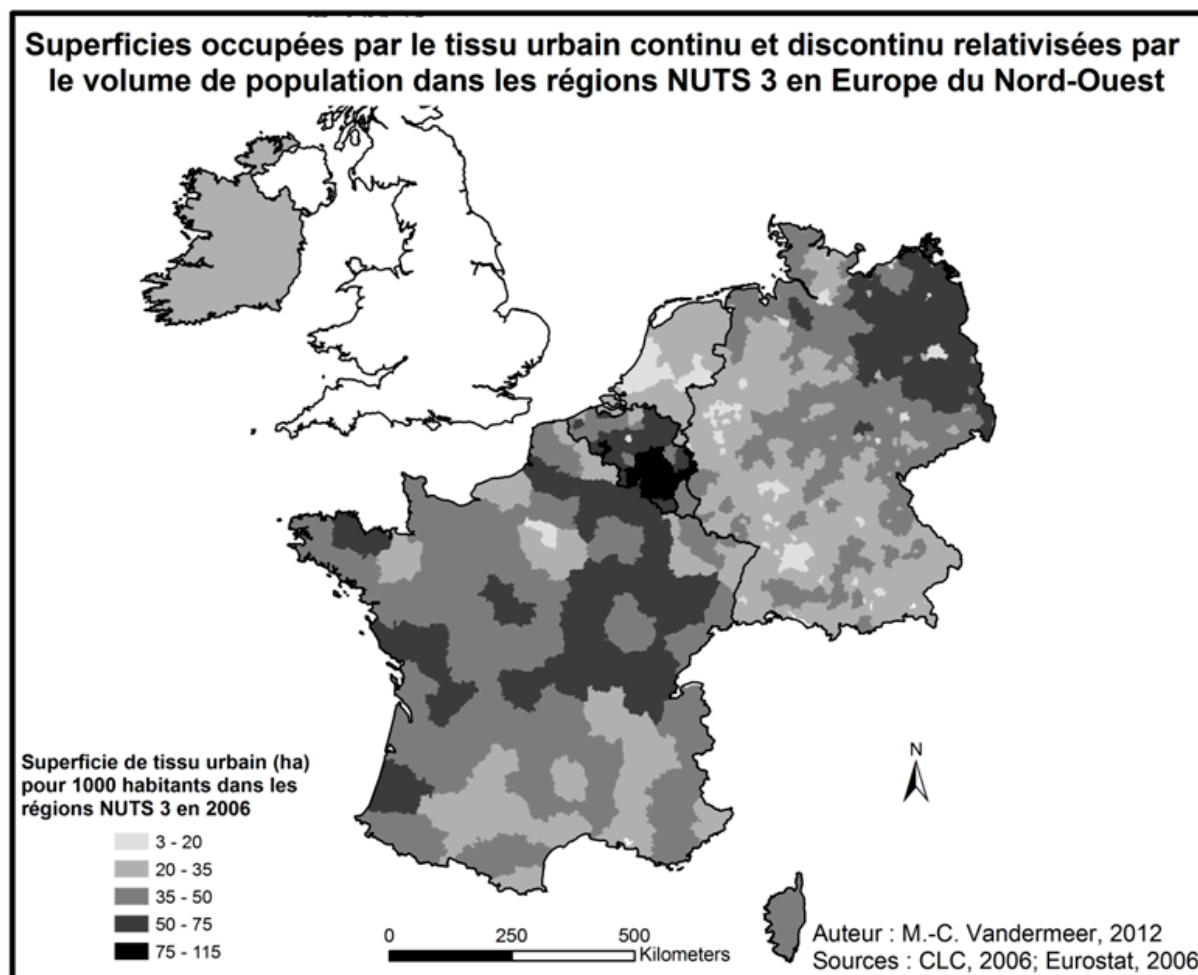 Superficies occupées par le tissu urbain continu et discontinu relativisées par
le volume de population dans les régions NUTS 3 en Europe du Nord-Ouest
N
Superficie de tissu urbain (ha)
pour 1000 habitants dans les
régions NUTS 3 en 2006
3 - 20
20 - 35
35 - 50
50 - 75
75 - 115
0 250 500
Kilometers
Auteur : M.-C. Vandermeer, 2012
Sources : CLC, 2006; Eurostat, 2006